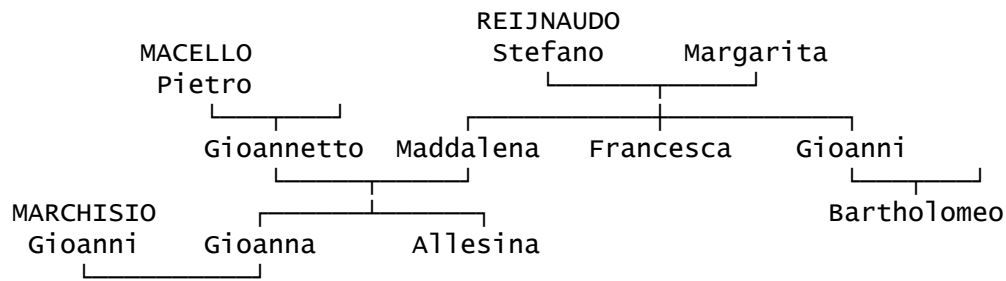 REIJNAUDO
MACELLO Stefano Margarita
Pietro
Gioannetto Maddalena Francesca Gioanni
MARCHISIO Bartholomeo
Gioanni Gioanna Allesina